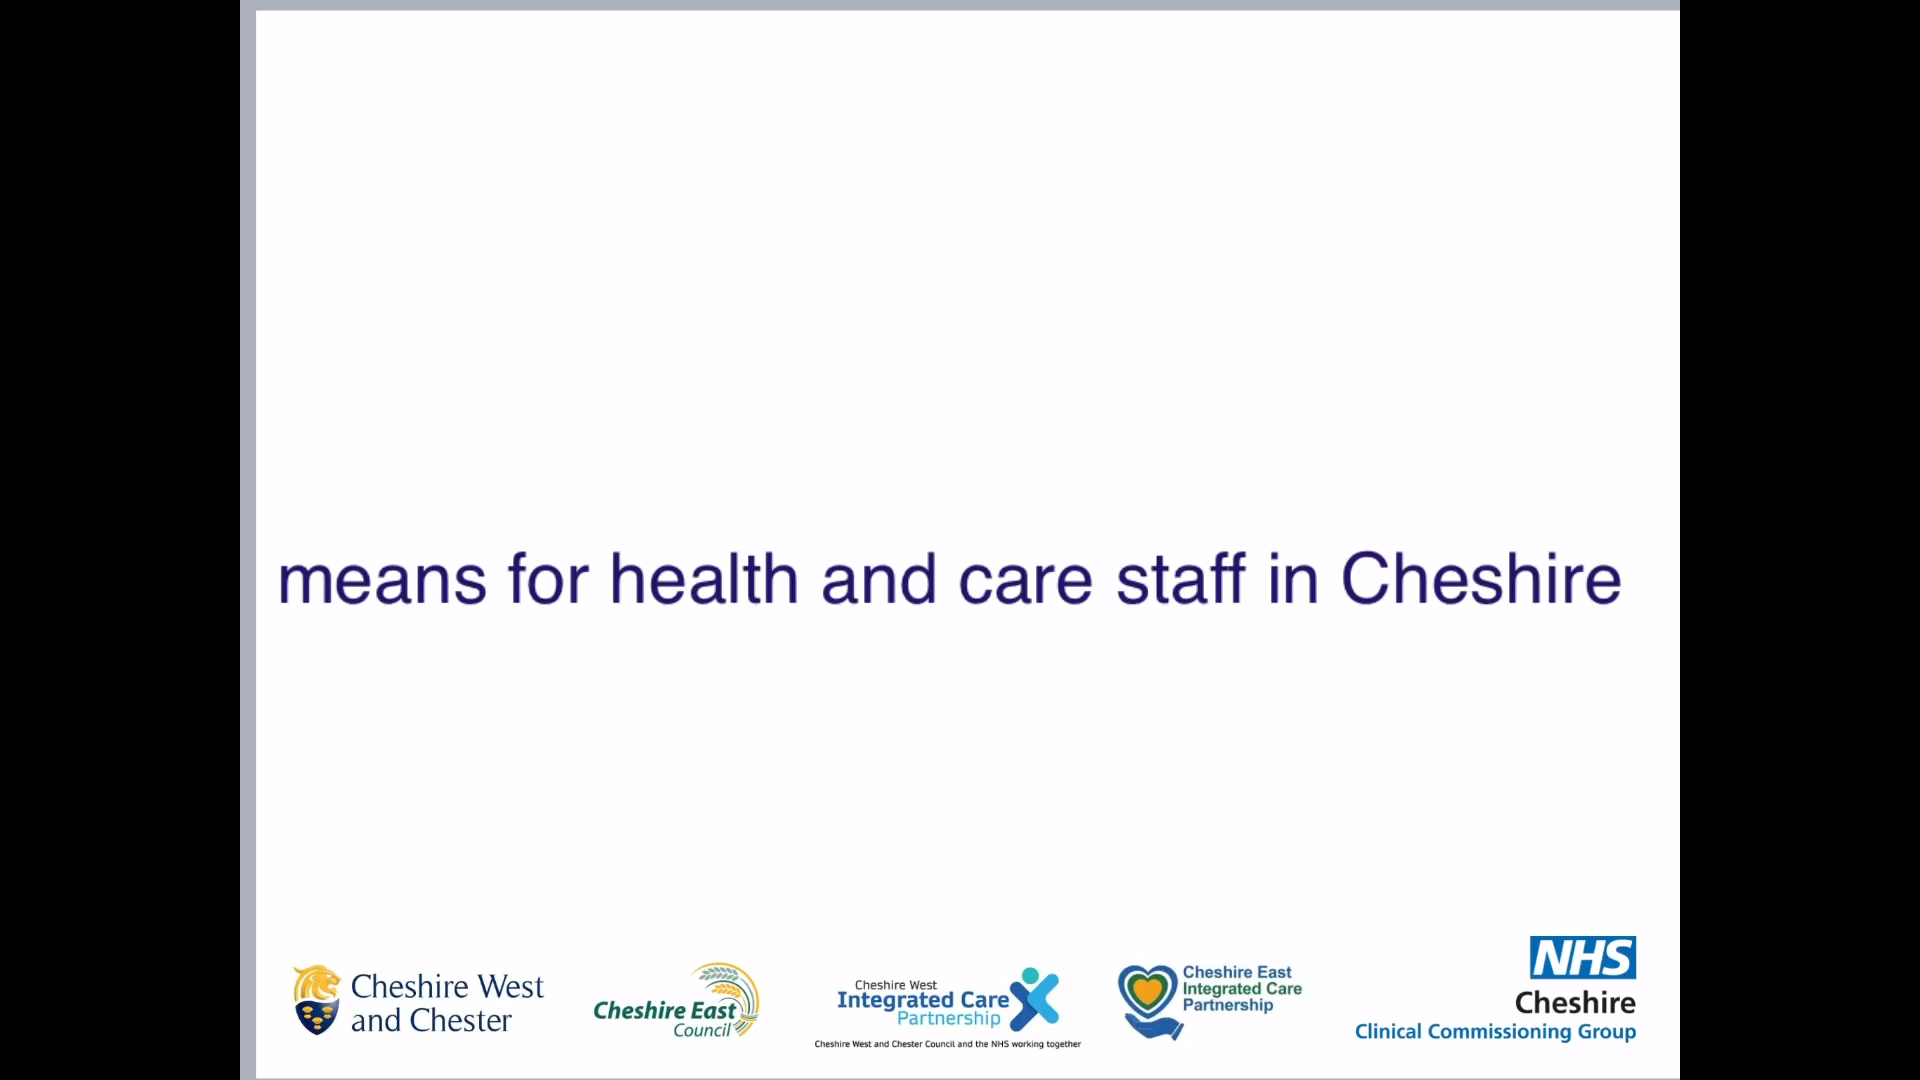 means for health and care staff in Cheshire
Cheshire West
and Chester
Cheshire East
Council
Cheshire West
Integrated Care
Partnership
Cheshire West and Chester Council and the NHS working together
Cheshire East
Integrated Care
Partnership
NHS
Cheshire
Clinical Commissioning Group